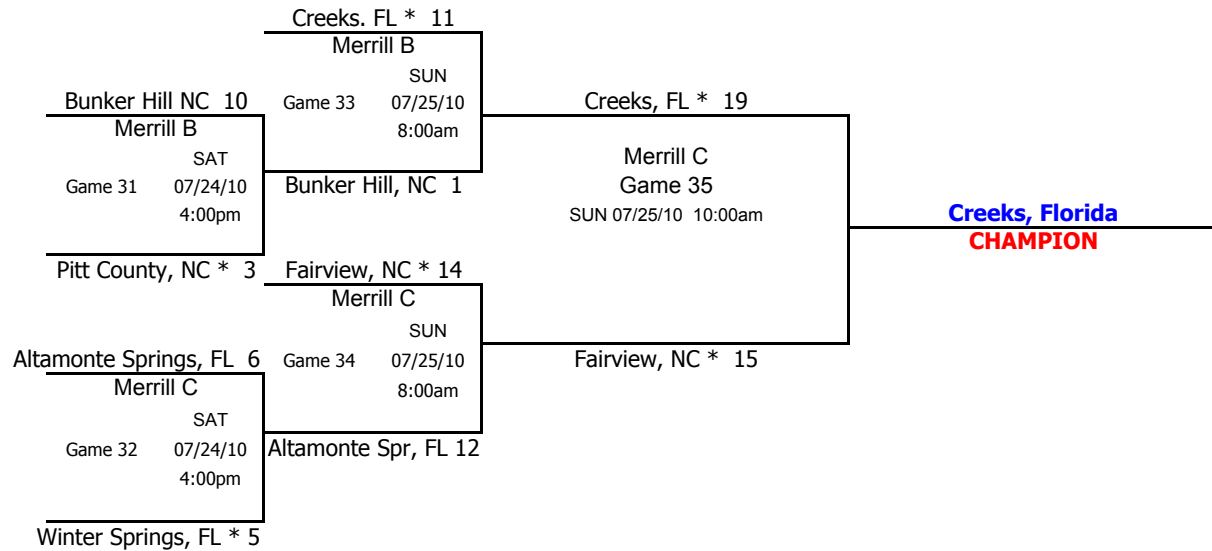 Creeks. FL * 11
Merrill B
SUN
Game 33 07/25/10
8:00am
Bunker Hill NC 10
Merrill B
SAT
Game 31 07/24/10
4:00pm
Bunker Hill, NC 1
Pitt County, NC * 3
Creeks, FL * 19
Merrill C
Game 35
SUN 07/25/10 10:00am
Creeks, Florida
CHAMPION
Fairview, NC * 14
Merrill C
SUN
Game 34 07/25/10
8:00am
Fairview, NC * 15
Altamonte Springs, FL 6
Merrill C
SAT
Game 32 07/24/10
4:00pm
Altamonte Spr, FL 12
Winter Springs, FL * 5